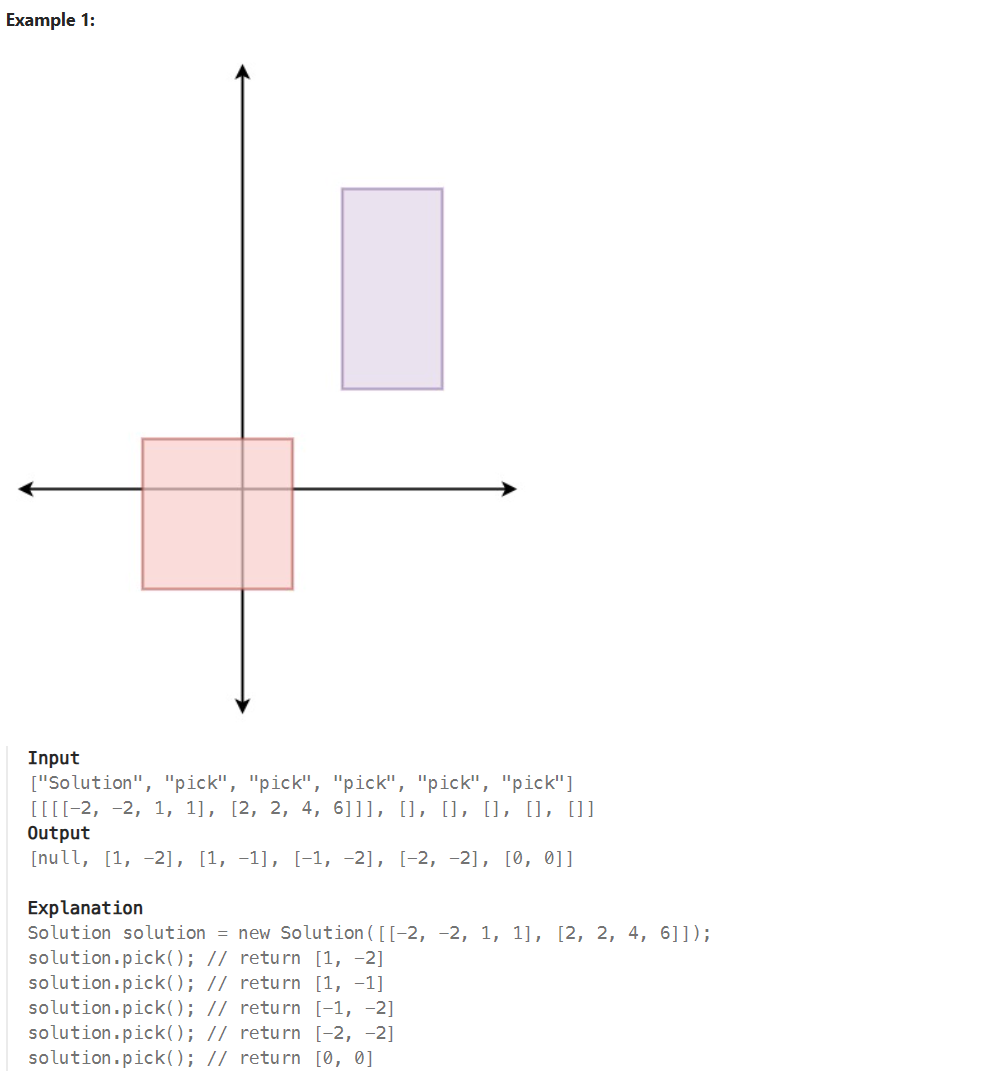 Example 1:
Input
["Solution", "pick", "pick", "pick", "pick", "pick"]
[[[[-2, -2, 1, 1], [2, 2, 4, 6]]], [], [], [], [], []]
Output
[null, [1, -2], [1, -1], [-1, -2], [-2, -2], [0, 0]]
Explanation
Solution solution = new Solution([[-2, -2, 1, 1], [2, 2, 4, 6]]);
solution.pick(); // return [1, -2]
solution.pick(); // return [1, -1]
solution.pick(); // return [-1, -2]
solution.pick(); // return [-2, -2]
solution.pick(); // return [0, 0]